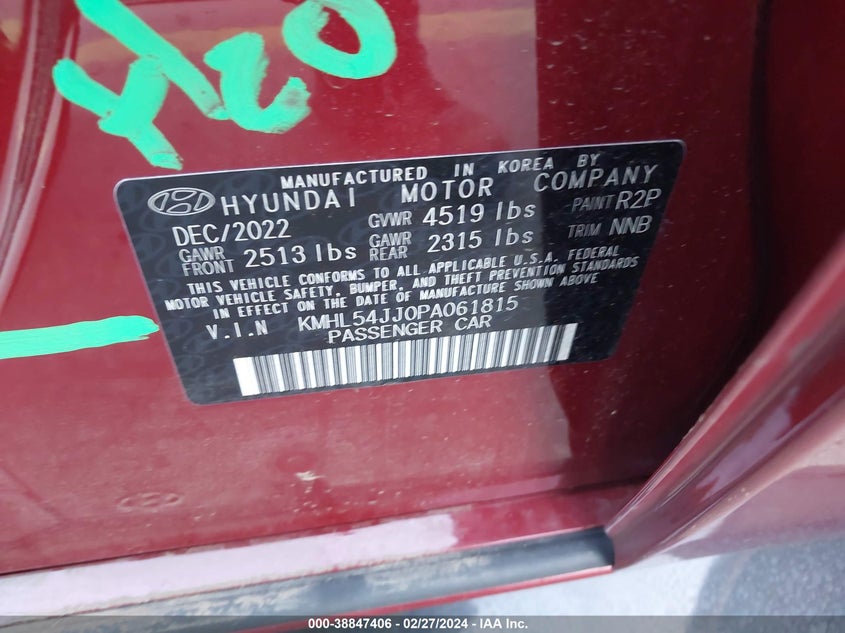 H20
MANUFACTURED IN KOREA BY
HYUNDAI MOTOR COMPANY
DEC/2022 GVWR 4519 lbs PAINT R2P
GAWR FRONT 2513 lbs GAWR REAR 2315 lbs TRIM NNB
THIS VEHICLE CONFORMS TO ALL APPLICABLE U.S.A. FEDERAL
MOTOR VEHICLE SAFETY, BUMPER, AND THEFT PREVENTION STANDARDS
IN EFFECT ON THE DATE OF MANUFACTURE SHOWN ABOVE
V.I.N KMHL54JJ0PA061815
PASSENGER CAR
000-38847406 - 02/27/2024 - IAA Inc.